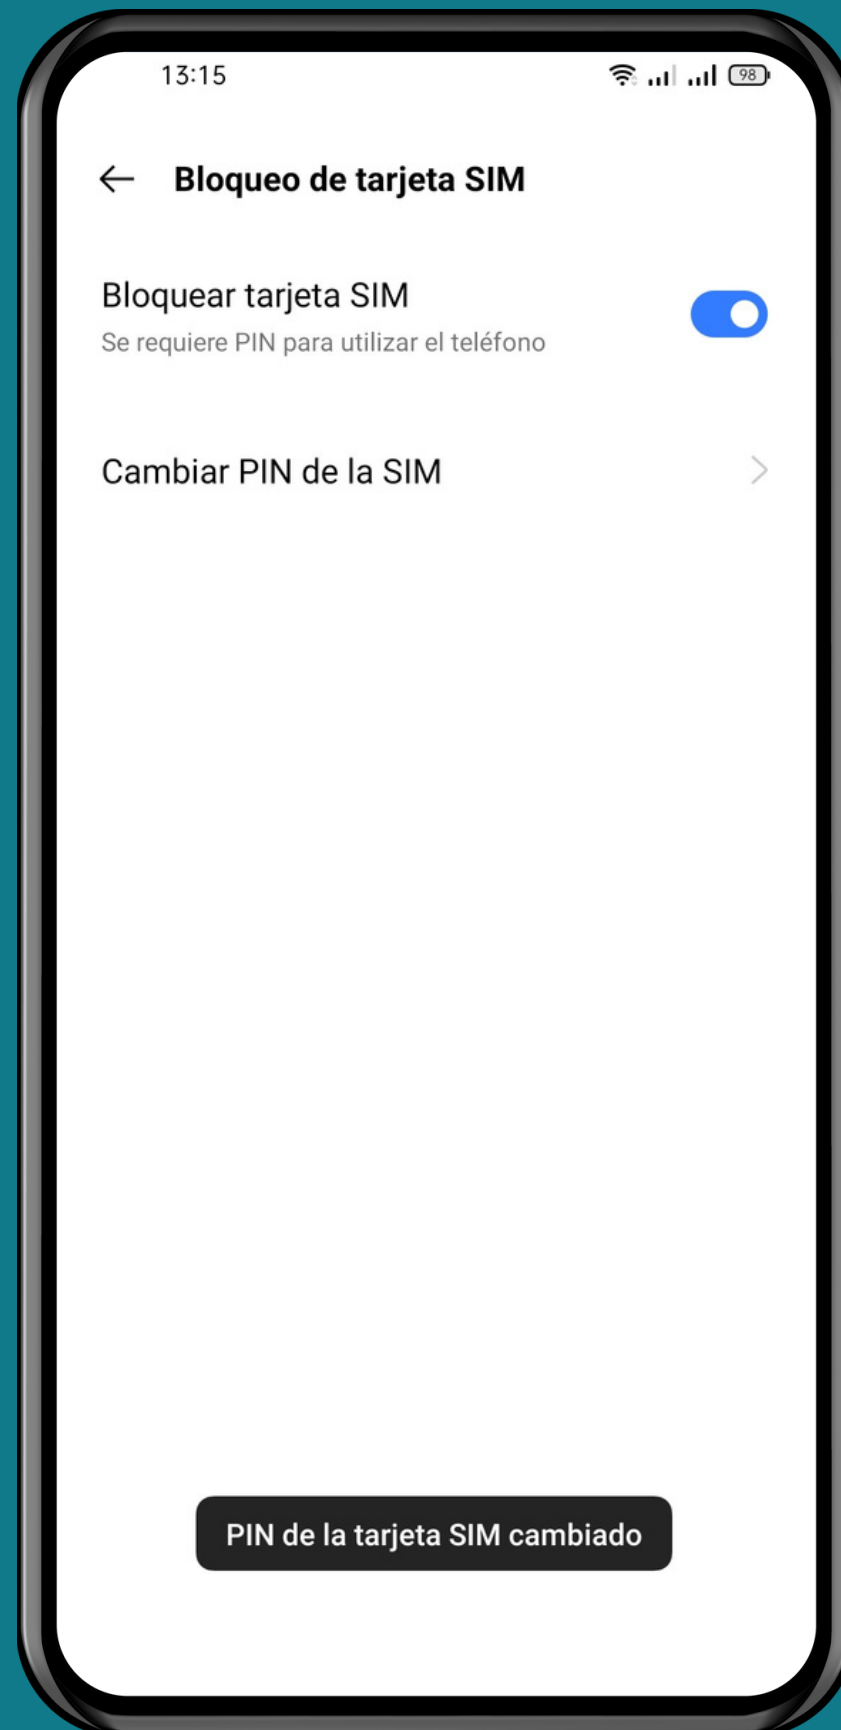 13:15
98
Bloqueo de tarjeta SIM
Bloquear tarjeta SIM
Se requiere PIN para utilizar el teléfono
Cambiar PIN de la SIM
PIN de la tarjeta SIM cambiado